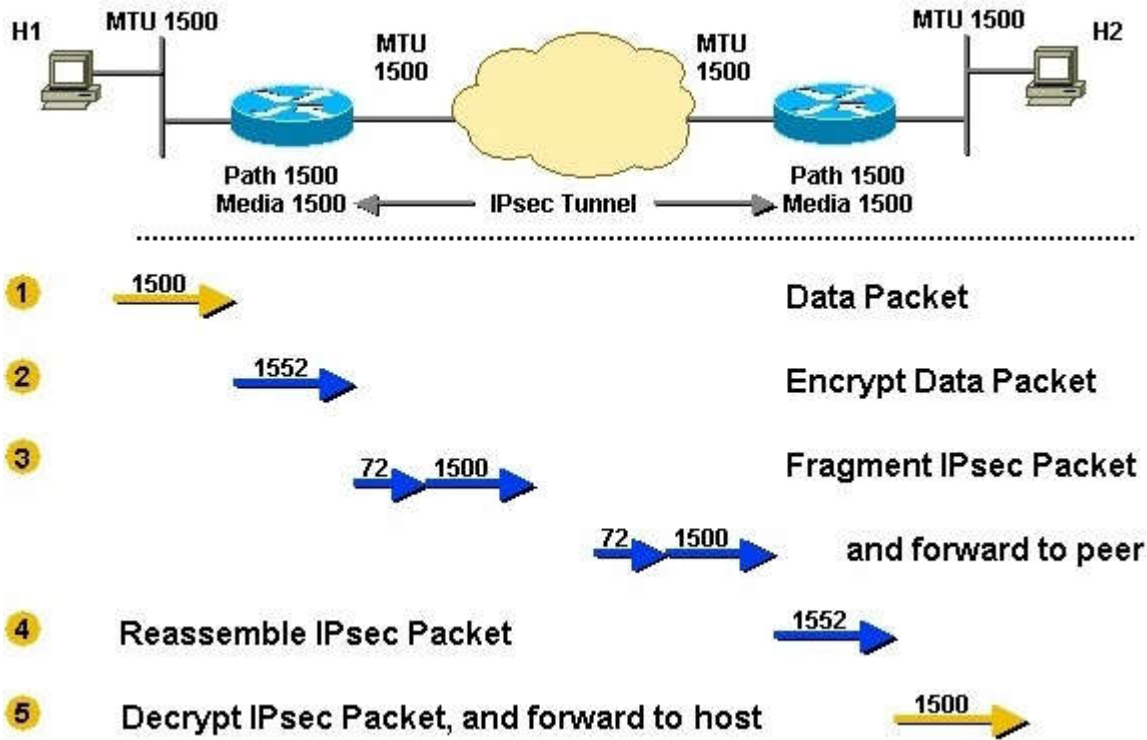 H1
MTU 1500
MTU
1500
MTU
1500
MTU 1500
H2
Path 1500
Media 1500
IPsec Tunnel
Path 1500
Media 1500
1
1500
Data Packet
2
1552
Encrypt Data Packet
3
72
1500
Fragment IPsec Packet
72
1500
and forward to peer
4
Reassemble IPsec Packet
1552
5
Decrypt IPsec Packet, and forward to host
1500